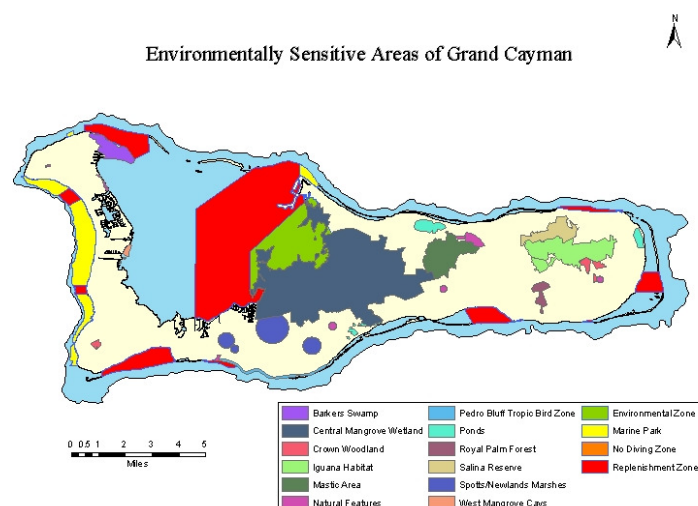 N
Environmentally Sensitive Areas of Grand Cayman
0 0.5 1 2 3 4 5
Miles
Barkers Swamp
Central Mangrove Wetland
Crown Woodland
Iguana Habitat
Mastic Area
Natural Features
Pedro Bluff Tropic Bird Zone
Ponds
Royal Palm Forest
Salina Reserve
Spotts/Newlands Marshes
West Mangrove Cays
Environmental Zone
Marine Park
No Diving Zone
Replenishment Zone